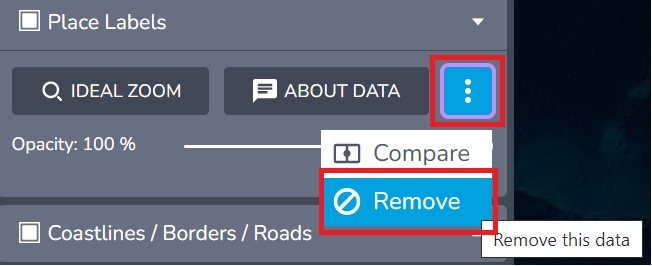 Place Labels
IDEAL ZOOM
ABOUT DATA
Opacity: 100 %
Compare
Remove
Coastlines / Borders / Roads
Remove this data